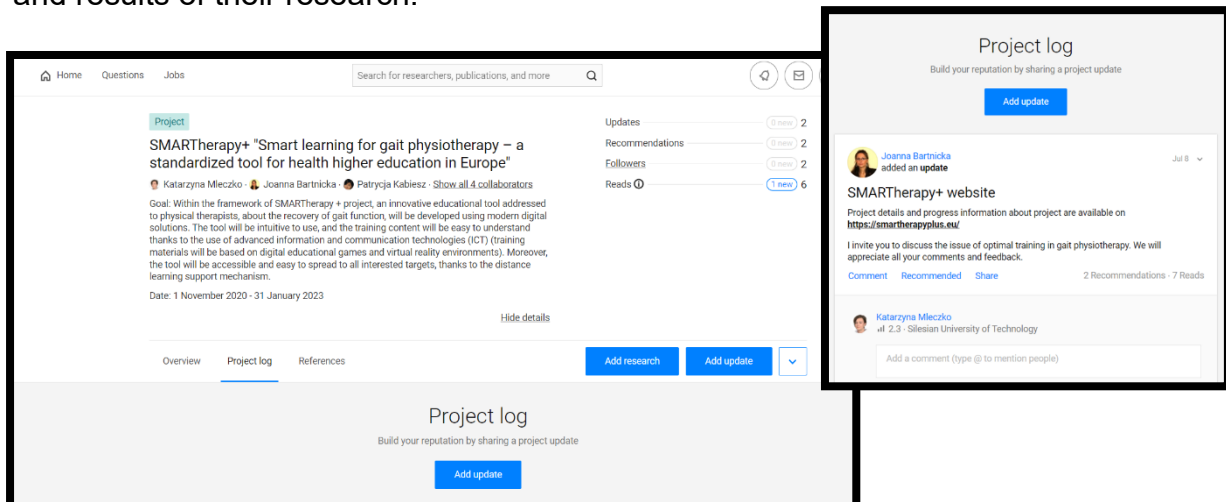 and results of their research.
Home Questions Jobs
Search for researchers, publications, and more
Project
SMARTherapy+ "Smart learning for gait physiotherapy – a
standardized tool for health higher education in Europe"
Katarzyna Mleczko · Joanna Bartnicka · Patrycja Kabiesz · Show all 4 collaborators
Goal: Within the framework of SMARTherapy + project, an innovative educational tool addressed
to physical therapists, about the recovery of gait function, will be developed using modern digital
solutions. The tool will be intuitive to use, and the training content will be easy to understand
thanks to the use of advanced information and communication technologies (ICT) (training
materials will be based on digital educational games and virtual reality environments). Moreover,
the tool will be accessible and easy to spread to all interested targets, thanks to the distance
learning support mechanism.
Date: 1 November 2020 - 31 January 2023
Hide details
Updates 0 new 2
Recommendations 0 new 2
Followers 0 new 2
Reads 1 new 6
Overview Project log References
Add research Add update
Project log
Build your reputation by sharing a project update
Add update
Project log
Build your reputation by sharing a project update
Add update
Joanna Bartnicka Jul 8
added an update
SMARTherapy+ website
Project details and progress information about project are available on
https://smartherapyplus.eu/
I invite you to discuss the issue of optimal training in gait physiotherapy. We will
appreciate all your comments and feedback.
Comment Recommended Share 2 Recommendations · 7 Reads
Katarzyna Mleczko
2.3 · Silesian University of Technology
Add a comment (type @ to mention people)